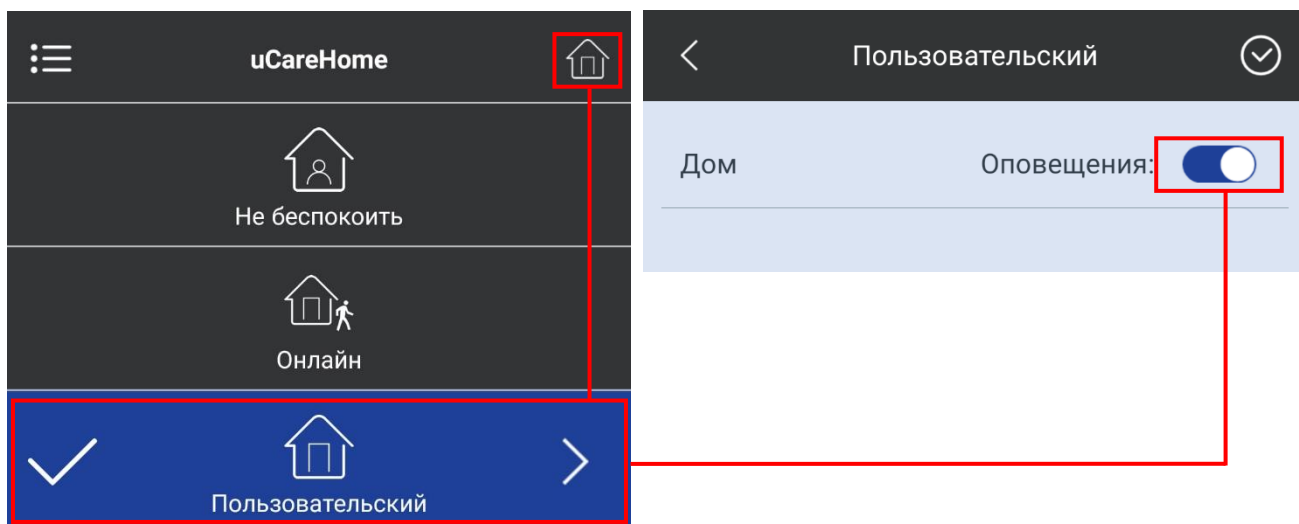 uCareHome
Не беспокоить
Онлайн
Пользовательский
Пользовательский
Дом Оповещения: